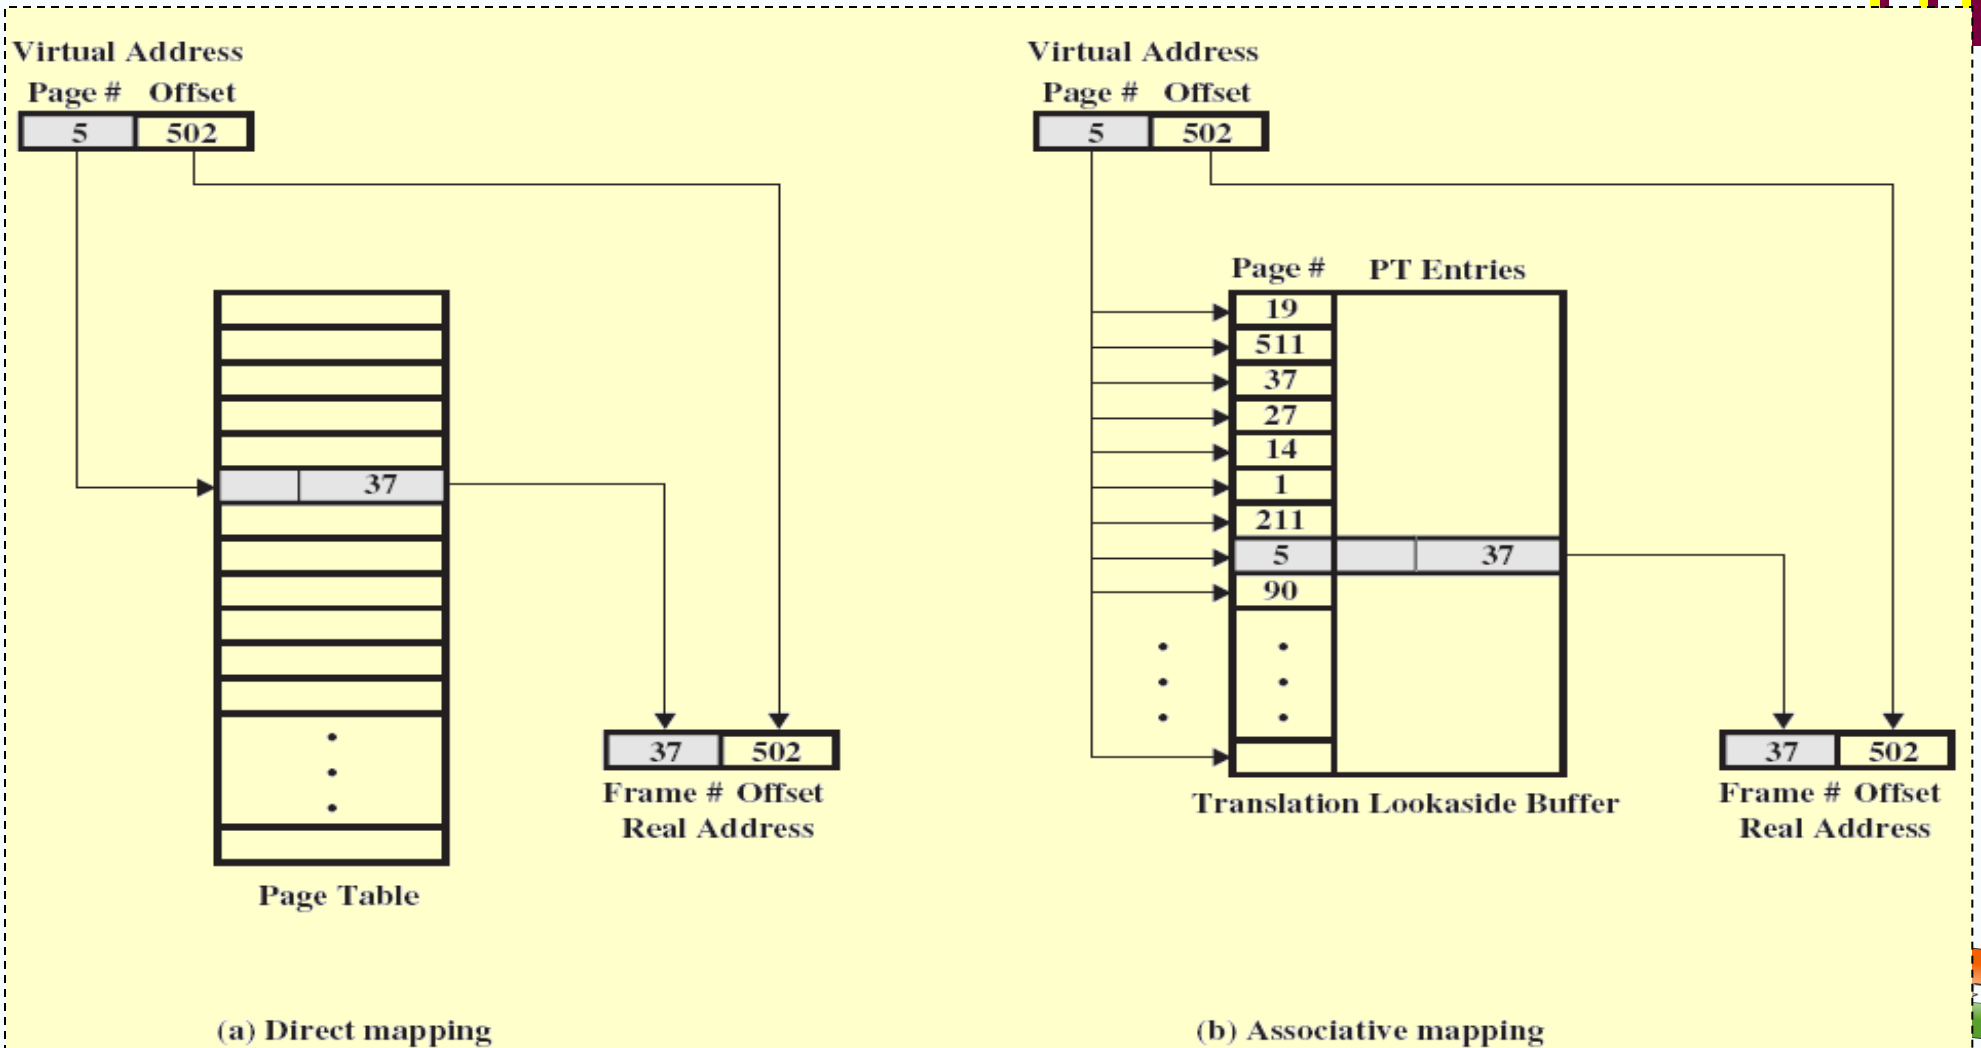 Virtual Address
Page # Offset
5 502
37
37 502
Frame # Offset
Real Address
Page Table
(a) Direct mapping
Virtual Address
Page # Offset
5 502
Page # PT Entries
19
511
37
27
14
1
211
5 37
90
Translation Lookaside Buffer
37 502
Frame # Offset
Real Address
(b) Associative mapping